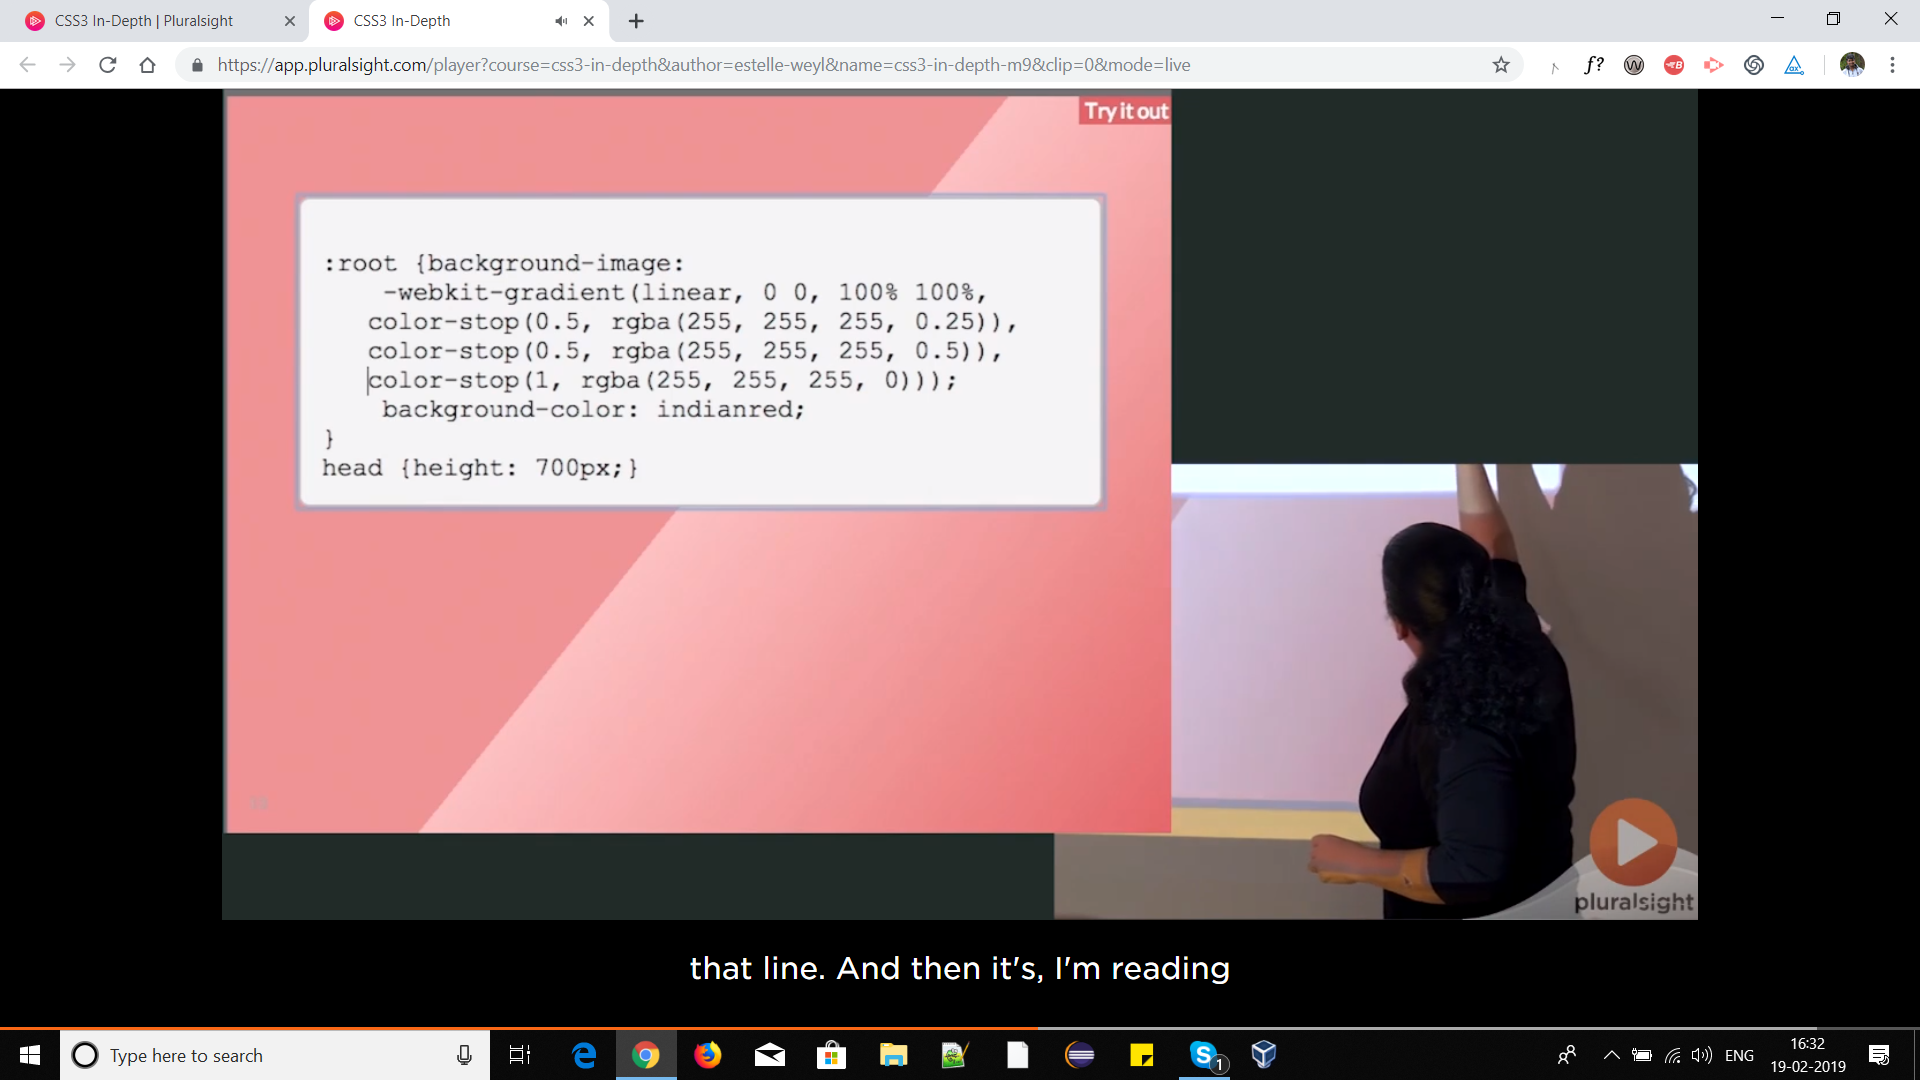 CSS3 In-Depth | Pluralsight
CSS3 In-Depth
https://app.pluralsight.com/player?course=css3-in-depth&author=estelle-weyl&name=css3-in-depth-m9&clip=0&mode=live
f?
W
B
Try it out
:root {background-image:
-webkit-gradient(linear, 0 0, 100% 100%,
color-stop(0.5, rgba(255, 255, 255, 0.25)),
color-stop(0.5, rgba(255, 255, 255, 0.5)),
color-stop(1, rgba(255, 255, 255, 0)));
background-color: indianred;
}
head {height: 700px;}
pluralsight
that line. And then it's, I'm reading
Type here to search
1
ENG
16:32
19-02-2019